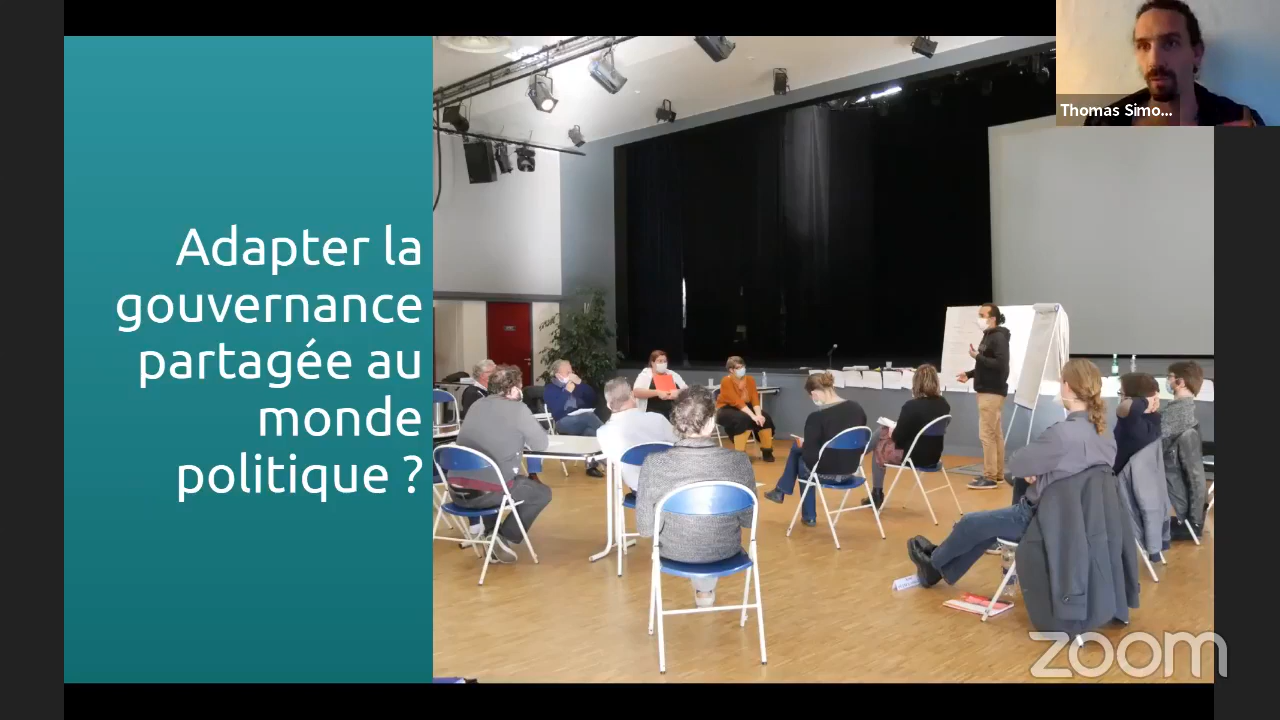 Adapter la
gouvernance
partagée au
monde
politique ?
Thomas Simo...
zoom